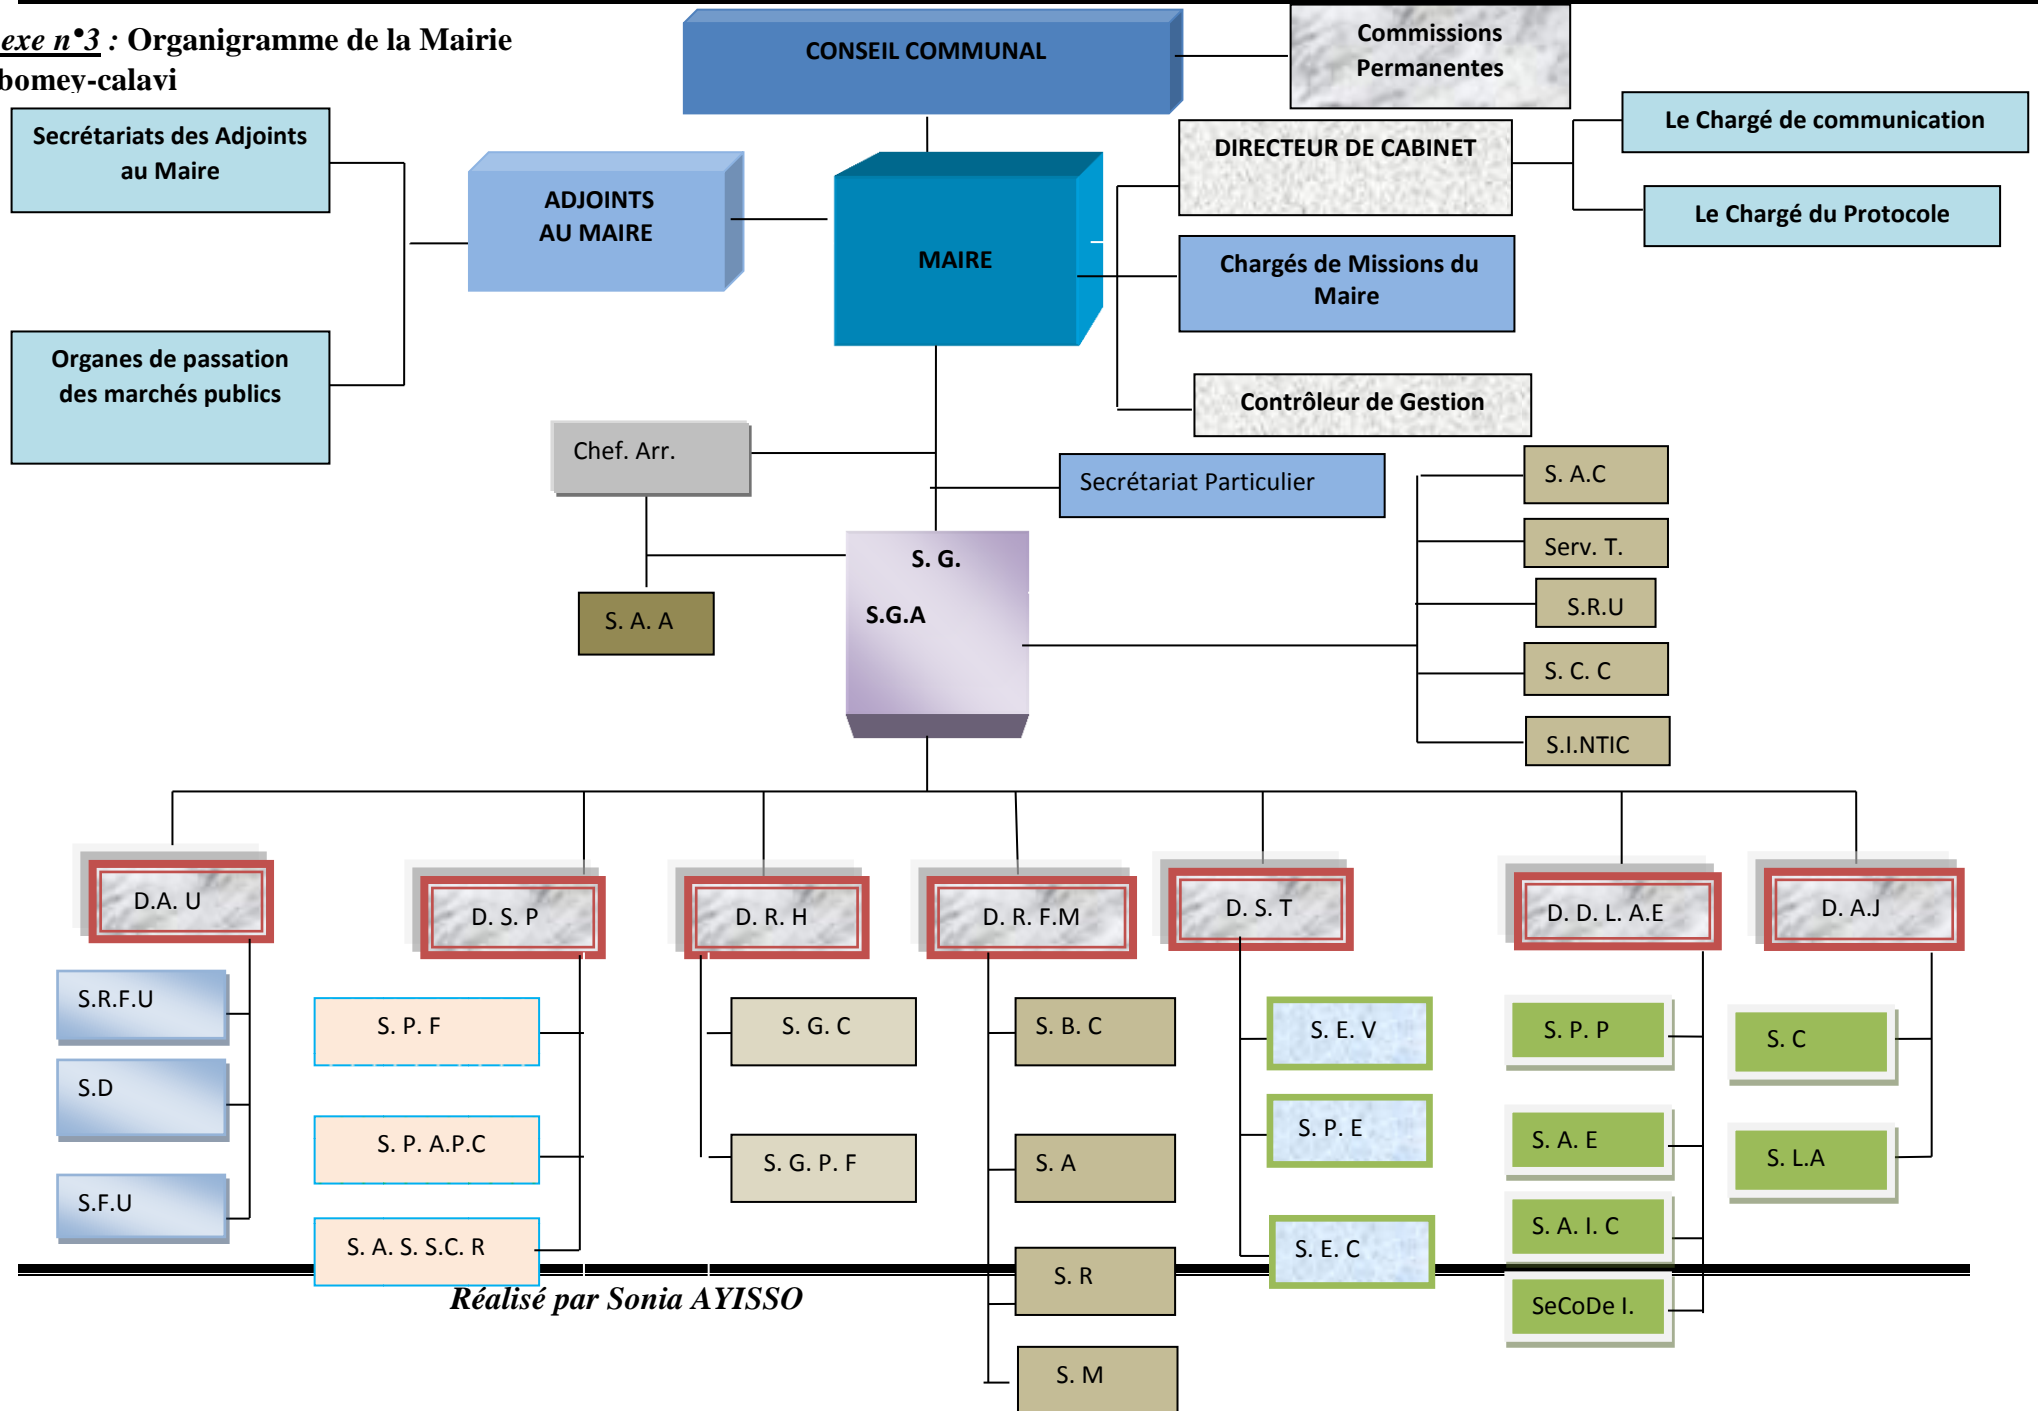 exe n°3 : Organigramme de la Mairie
bomey-calavi
CONSEIL COMMUNAL
Commissions
Permanentes
Secrétariats des Adjoints
au Maire
ADJOINTS
AU MAIRE
MAIRE
DIRECTEUR DE CABINET
Le Chargé de communication
Le Chargé du Protocole
Chargés de Missions du
Maire
Organes de passation
des marchés publics
Contrôleur de Gestion
Chef. Arr.
Secrétariat Particulier
S. A.C
Serv. T.
S.R.U
S. C. C
S.I.NTIC
S. G.
S.G.A
S. A. A
D.A. U
D. S. P
D. R. H
D. R. F.M
D. S. T
D. D. L. A.E
D. A.J
S.R.F.U
S.D
S.F.U
S. P. F
S. P. A.P.C
S. A. S. S.C. R
S. G. C
S. G. P. F
S. B. C
S. A
S. R
S. M
S. E. V
S. P. E
S. E. C
S. P. P
S. A. E
S. A. I. C
SeCoDe I.
S. C
S. L.A
Réalisé par Sonia AYISSO